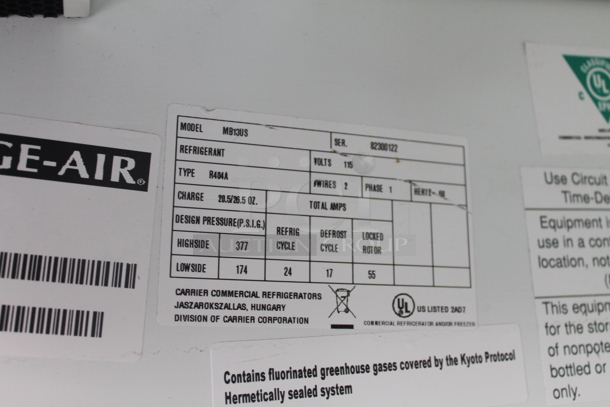 GE-AIR®
MODEL MB13US SER. 82300122
REFRIGERANT VOLTS 115
TYPE R404A #WIRES 2 PHASE 1
CHARGE 20.5/26.5 OZ. TOTAL AMPS
DESIGN PRESSURE(P.S.I.G.) REFRIG CYCLE DEFROST CYCLE LOCKED ROTOR
HIGHSIDE 377
LOWSIDE 174 24 17 55
CARRIER COMMERCIAL REFRIGERATORS
JASZAROKSZALLAS, HUNGARY
DIVISION OF CARRIER CORPORATION
UL US LISTED 2AD7
COMMERCIAL REFRIGERATOR AND/OR FREEZER
Contains fluorinated greenhouse gases covered by the Kyoto Protocol
Hermetically sealed system
C UL
Use Circuit
Time-De
Equipment i
use in a com
location, not
This equipm
for the stor
of nonpote
bottled or
only.